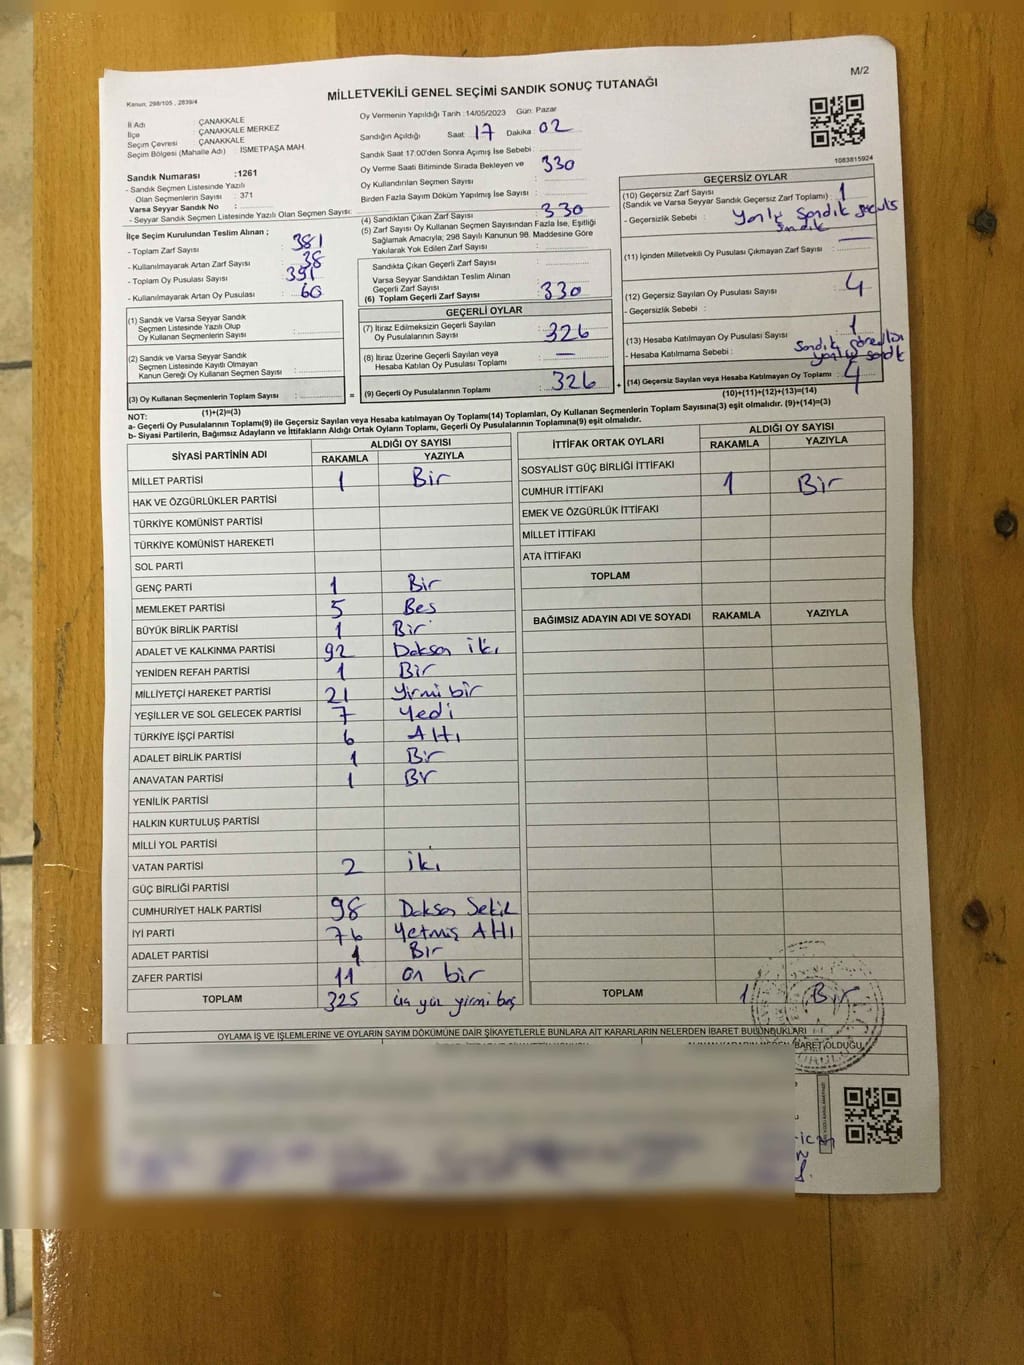 M/2
Kanun; 298/105 , 2839/4
MİLLETVEKİLİ GENEL SEÇİMİ SANDIK SONUÇ TUTANAĞI
İl Adı : ÇANAKKALE
İlçe : ÇANAKKALE MERKEZ
Seçim Çevresi : ÇANAKKALE
Seçim Bölgesi (Mahalle Adı) : İSMETPAŞA MAH.
Sandık Numarası :1261
- Sandık Seçmen Listesinde Yazılı
Olan Seçmenlerin Sayısı : 371
Varsa Seyyar Sandık No :
- Seyyar Sandık Seçmen Listesinde Yazılı Olan Seçmen Sayısı:
İlçe Seçim Kurulundan Teslim Alınan ;
- Toplam Zarf Sayısı : 381
- Kullanılmayarak Artan Zarf Sayısı : 38
- Toplam Oy Pusulası Sayısı : 391
- Kullanılmayarak Artan Oy Pusulası : 60
(1) Sandık ve Varsa Seyyar Sandık
Seçmen Listesinde Yazılı Olup
Oy Kullanan Seçmenlerin Sayısı :
(2) Sandık ve Varsa Seyyar Sandık
Seçmen Listesinde Kayıtlı Olmayan
Kanun Gereği Oy Kullanan Seçmen Sayısı :
(3) Oy Kullanan Seçmenlerin Toplam Sayısı :
(1)+(2)=(3)
Oy Vermenin Yapıldığı Tarih :14/05/2023 Gün: Pazar
Sandığın Açıldığı Saat : 17 Dakika : 02
Sandık Saat 17:00'den Sonra Açımış İse Sebebi :
Oy Verme Saati Bitiminde Sırada Bekleyen ve
Oy Kullandırılan Seçmen Sayısı : 330
Birden Fazla Sayım Döküm Yapılmış İse Sayısı :
(4) Sandıktan Çıkan Zarf Sayısı : 330
(5) Zarf Sayısı Oy Kullanan Seçmen Sayısından Fazla İse, Eşitliği
Sağlamak Amacıyla; 298 Sayılı Kanunun 98. Maddesine Göre
Yakılarak Yok Edilen Zarf Sayısı :
Sandıkta Çıkan Geçerli Zarf Sayısı :
Varsa Seyyar Sandıktan Teslim Alınan
Geçerli Zarf Sayısı :
(6) Toplam Geçerli Zarf Sayısı : 330
GEÇERLİ OYLAR
(7) İtiraz Edilmeksizin Geçerli Sayılan
Oy Pusulalarının Sayısı : 326
(8) İtiraz Üzerine Geçerli Sayılan veya
Hesaba Katılan Oy Pusulası Toplamı : —
(9) Geçerli Oy Pusulalarının Toplamı : 326
1083815924
GEÇERSİZ OYLAR
(10) Geçersiz Zarf Sayısı
(Sandık ve Varsa Seyyar Sandık Geçersiz Zarf Toplamı) : 1
- Geçersizlik Sebebi :
(11) İçinden Milletvekili Oy Pusulası Çıkmayan Zarf Sayısı : —
(12) Geçersiz Sayılan Oy Pusulası Sayısı : 4
- Geçersizlik Sebebi :
(13) Hesaba Katılmayan Oy Pusulası Sayısı : 1
- Hesaba Katılmama Sebebi :
(14) Geçersiz Sayılan veya Hesaba Katılmayan Oy Toplamı : 4
(10)+(11)+(12)+(13)=(14)
NOT:
a- Geçerli Oy Pusulalarının Toplamı(9) ile Geçersiz Sayılan veya Hesaba Katılmayan Oy Toplamı(14) Toplamları, Oy Kullanan Seçmenlerin Toplam Sayısına(3) eşit olmalıdır. (9)+(14)=(3)
b- Siyasi Partilerin, Bağımsız Adayların ve İttifakların Aldığı Ortak Oyların Toplamı, Geçerli Oy Pusulalarının Toplamına(9) eşit olmalıdır.
SİYASİ PARTİNİN ADI ALDIĞI OY SAYISI
RAKAMLA YAZIYLA
MİLLET PARTİSİ 1 Bir
HAK VE ÖZGÜRLÜKLER PARTİSİ
TÜRKİYE KOMÜNİST PARTİSİ
TÜRKİYE KOMÜNİST HAREKETİ
SOL PARTİ
GENÇ PARTİ 1 Bir
MEMLEKET PARTİSİ 5 Bes
BÜYÜK BİRLİK PARTİSİ 1 Bir
ADALET VE KALKINMA PARTİSİ 92 Doksan iki
YENİDEN REFAH PARTİSİ 1 Bir
MİLLİYETÇİ HAREKET PARTİSİ 21 Yirmi bir
YEŞİLLER VE SOL GELECEK PARTİSİ 7 Yedi
TÜRKİYE İŞÇİ PARTİSİ 6 Altı
ADALET BİRLİK PARTİSİ 1 Bir
ANAVATAN PARTİSİ 1 Bir
YENİLİK PARTİSİ
HALKIN KURTULUŞ PARTİSİ
MİLLİ YOL PARTİSİ
VATAN PARTİSİ 2 iki
GÜÇ BİRLİĞİ PARTİSİ
CUMHURİYET HALK PARTİSİ 98 Doksan Sekiz
İYİ PARTİ 76 Yetmiş Altı
ADALET PARTİSİ 1 Bir
ZAFER PARTİSİ 11 on bir
TOPLAM 325 üç yüz yirmi beş
İTTİFAK ORTAK OYLARI ALDIĞI OY SAYISI
RAKAMLA YAZIYLA
SOSYALİST GÜÇ BİRLİĞİ İTTİFAKI
CUMHUR İTTİFAKI 1 Bir
EMEK VE ÖZGÜRLÜK İTTİFAKI
MİLLET İTTİFAKI
ATA İTTİFAKI
TOPLAM
BAĞIMSIZ ADAYIN ADI VE SOYADI RAKAMLA YAZIYLA
TOPLAM 1 Bir
OYLAMA İŞ VE İŞLEMLERİNE VE OYLARIN SAYIM DÖKÜMÜNE DAİR ŞİKAYETLERLE BUNLARA AİT KARARLARIN NELERDEN İBARET BULUNDUKLARI